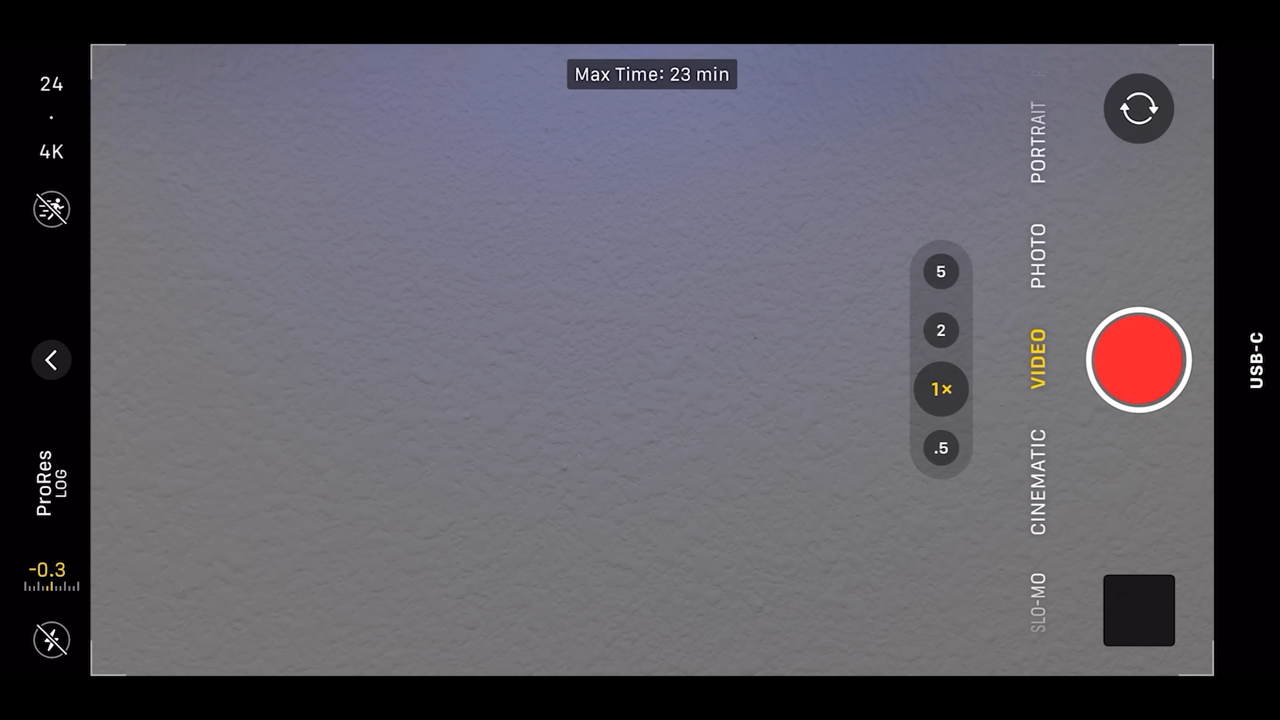 24
·
4K
ProRes
LOG
-0.3
Max Time: 23 min
5
2
1×
.5
PORTRAIT
PHOTO
VIDEO
CINEMATIC
SLO-MO
USB-C